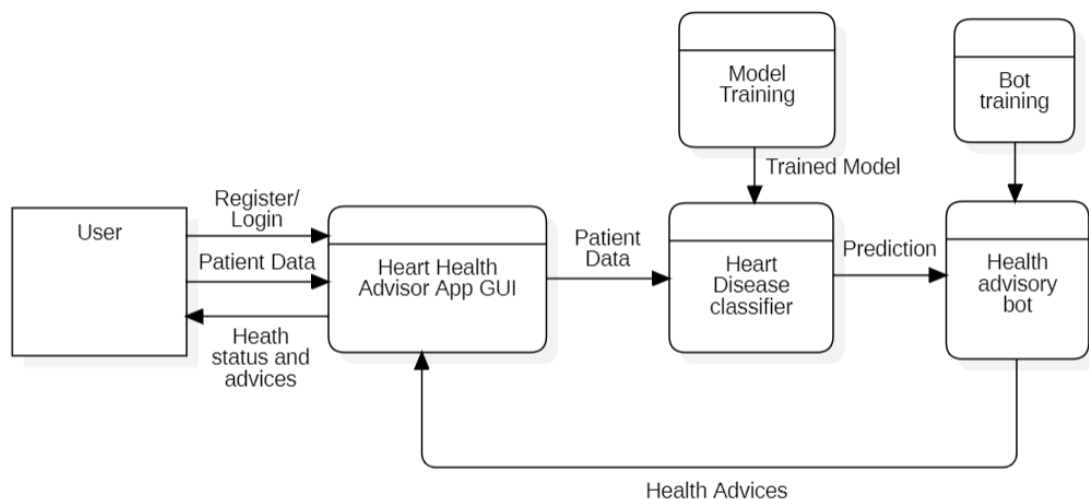 Model
Training
Bot
training
Trained Model
Register/
Login
User
Patient Data
Heath
status and
advices
Heart Health
Advisor App GUI
Patient
Data
Heart
Disease
classifier
Prediction
Health
advisory
bot
Health Advices